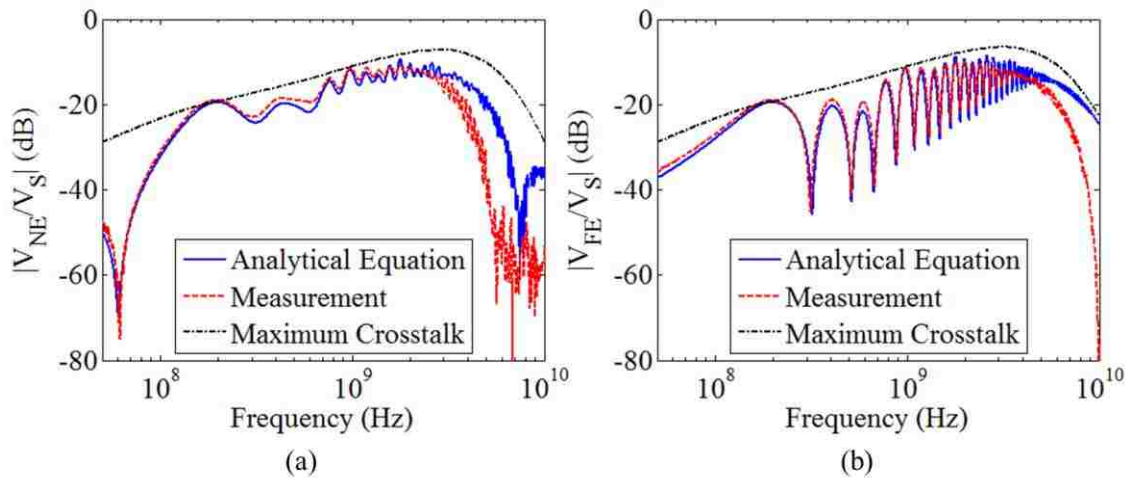 0
-20
-40
-60
-80
|V_NE/V_S| (dB)
Analytical Equation
Measurement
Maximum Crosstalk
10^8
10^9
10^10
Frequency (Hz)
(a)
0
-20
-40
-60
-80
|V_FE/V_S| (dB)
Analytical Equation
Measurement
Maximum Crosstalk
10^8
10^9
10^10
Frequency (Hz)
(b)